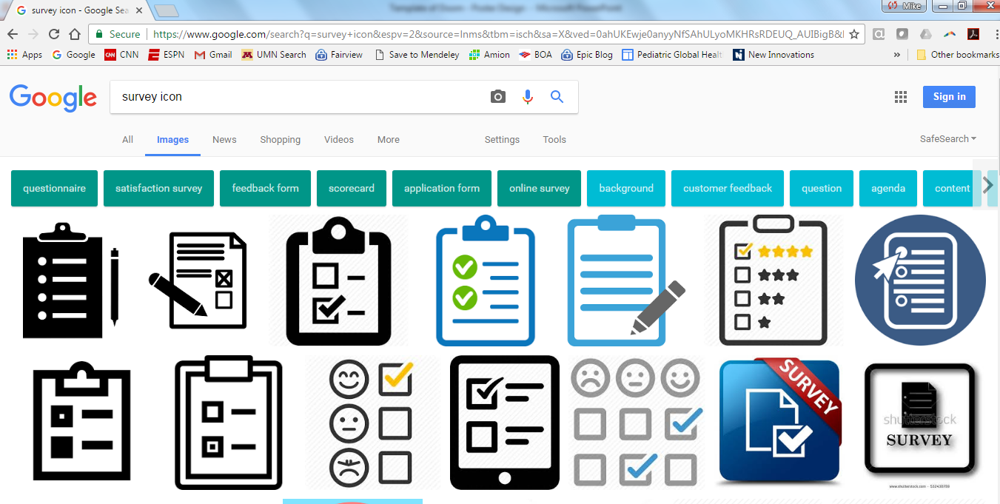 Template of Doom - Poster Design - Microsoft PowerPoint
survey icon - Google Sea
Mike
Secure https://www.google.com/search?q=survey+icon&espv=2&source=lnms&tbm=isch&sa=X&ved=0ahUKEwje0anyyNfSAhULyoMKHRsRDEUQ_AUIBigB&
Apps Google CNN ESPN Gmail UMN Search Fairview Save to Mendeley Amion BOA Epic Blog Pediatric Global Healt New Innovations » Other bookmarks
Google survey icon Sign in
All Images News Shopping Videos More Settings Tools SafeSearch
questionnaire satisfaction survey feedback form scorecard application form online survey background customer feedback question agenda content
SURVEY
shutterstock
SURVEY
www.shutterstock.com · 532436786